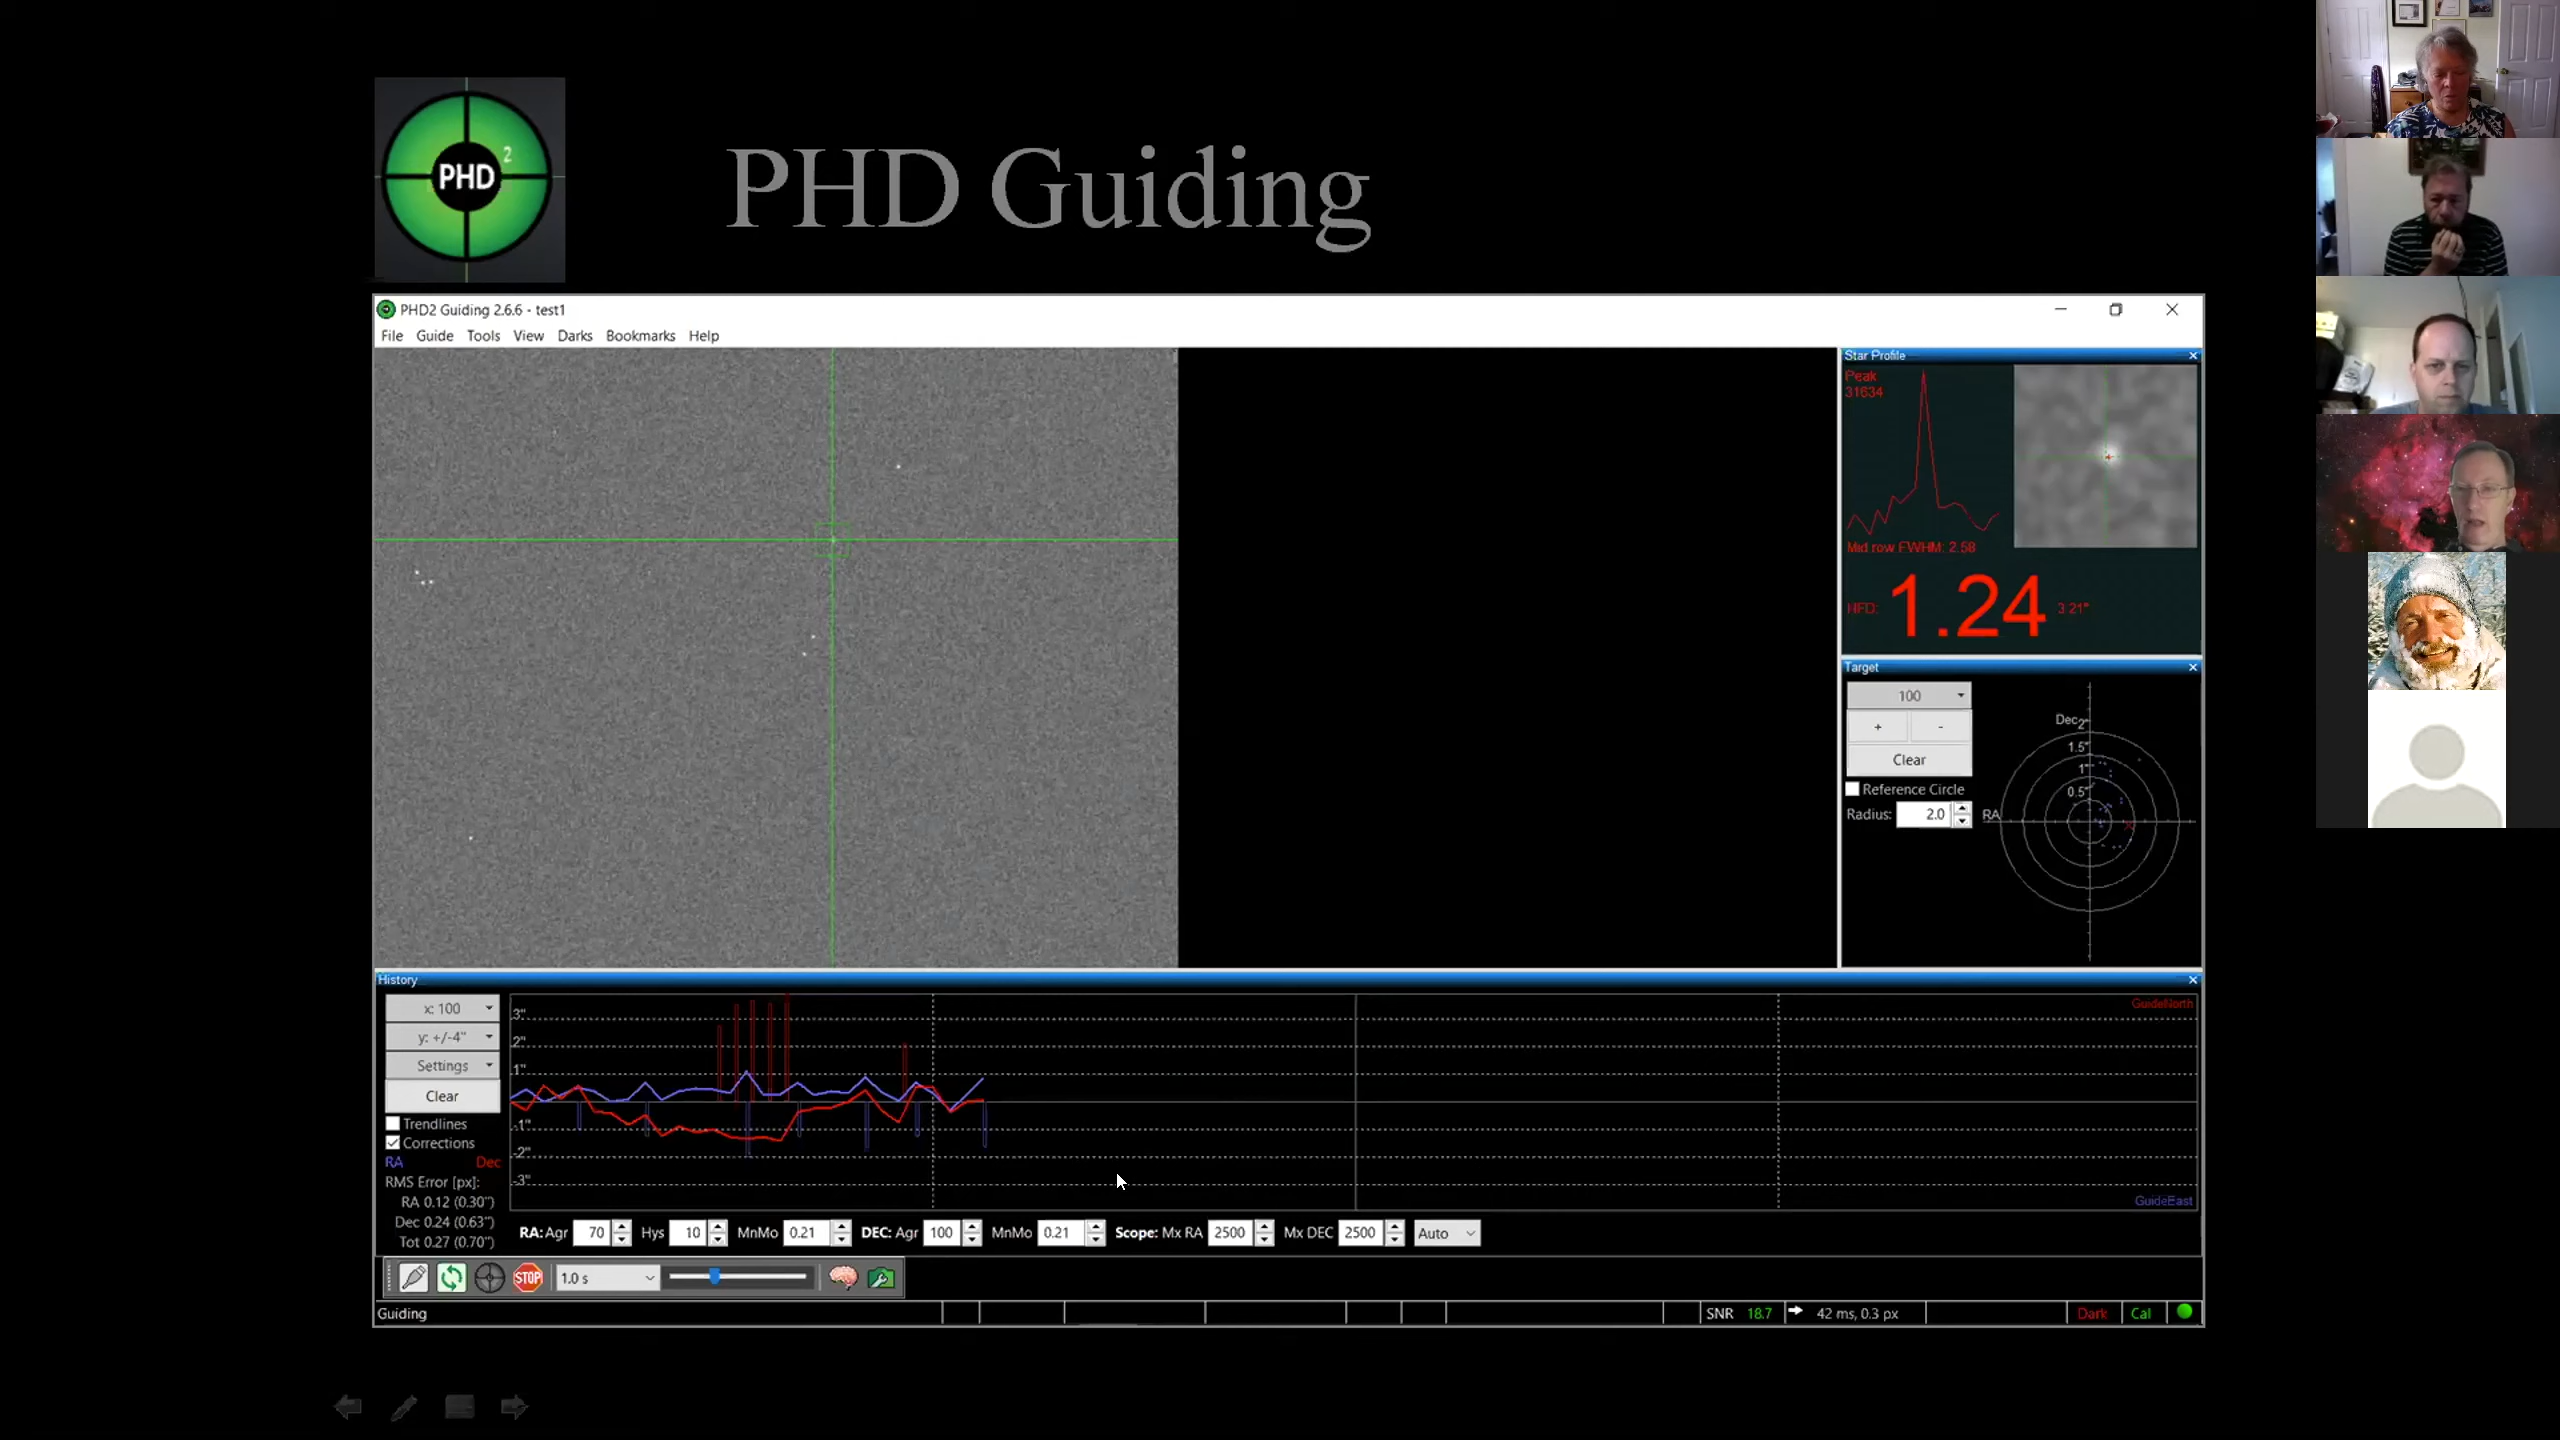 PHD 2
PHD Guiding
PHD2 Guiding 2.6.6 - test1
File Guide Tools View Darks Bookmarks Help
Star Profile
Peak
31634
Mid row FWHM: 2.58
HFD: 1.24 3.21"
Target
100
+ -
Clear
Reference Circle
Radius: 2.0
Dec 2"
1.5"
1"
0.5"
RA
History
x: 100
y: +/-4"
Settings
Clear
Trendlines
Corrections
RA Dec
RMS Error [px]:
RA 0.12 (0.30")
Dec 0.24 (0.63")
Tot 0.27 (0.70")
3"
2"
1"
-1"
-2"
-3"
GuideNorth
GuideEast
RA: Agr 70 Hys 10 MnMo 0.21 DEC: Agr 100 MnMo 0.21 Scope: Mx RA 2500 Mx DEC 2500 Auto
STOP 1.0 s
Guiding SNR 18.7 42 ms, 0.3 px Dark Cal